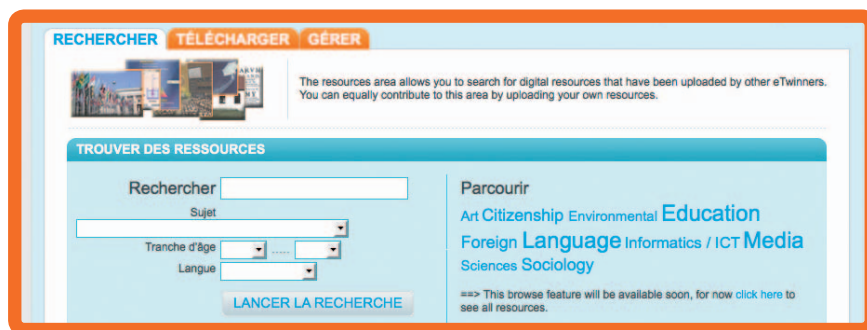 RECHERCHER TÉLÉCHARGER GÉRER
The resources area allows you to search for digital resources that have been uploaded by other eTwinners.
You can equally contribute to this area by uploading your own resources.
TROUVER DES RESSOURCES
Rechercher
Sujet
Tranche d'âge .....
Langue
LANCER LA RECHERCHE
Parcourir
Art Citizenship Environmental Education
Foreign Language Informatics / ICT Media
Sciences Sociology
==> This browse feature will be available soon, for now click here to
see all resources.